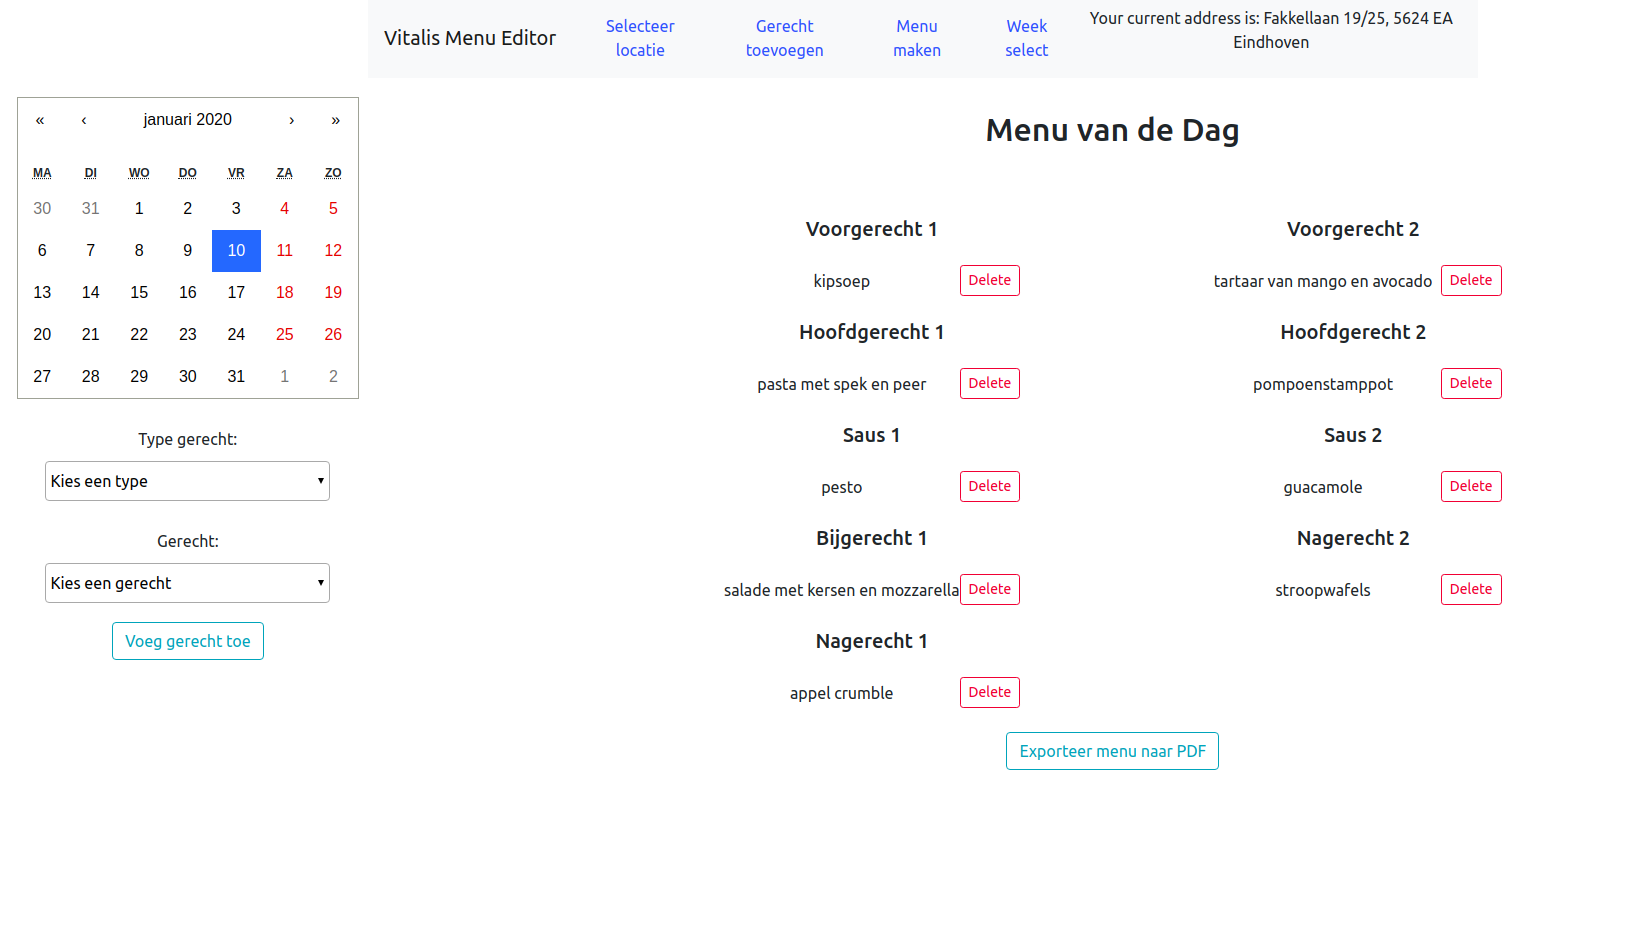 Vitalis Menu Editor
Selecteer
locatie
Gerecht
toevoegen
Menu
maken
Week
select
Your current address is: Fakkellaan 19/25, 5624 EA
Eindhoven
« ‹ januari 2020 › »
MA DI WO DO VR ZA ZO
30 31 1 2 3 4 5
6 7 8 9 10 11 12
13 14 15 16 17 18 19
20 21 22 23 24 25 26
27 28 29 30 31 1 2
Type gerecht:
Kies een type
Gerecht:
Kies een gerecht
Voeg gerecht toe
Menu van de Dag
Voorgerecht 1
kipsoep Delete
Hoofdgerecht 1
pasta met spek en peer Delete
Saus 1
pesto Delete
Bijgerecht 1
salade met kersen en mozzarella Delete
Nagerecht 1
appel crumble Delete
Voorgerecht 2
tartaar van mango en avocado Delete
Hoofdgerecht 2
pompoenstamppot Delete
Saus 2
guacamole Delete
Nagerecht 2
stroopwafels Delete
Exporteer menu naar PDF